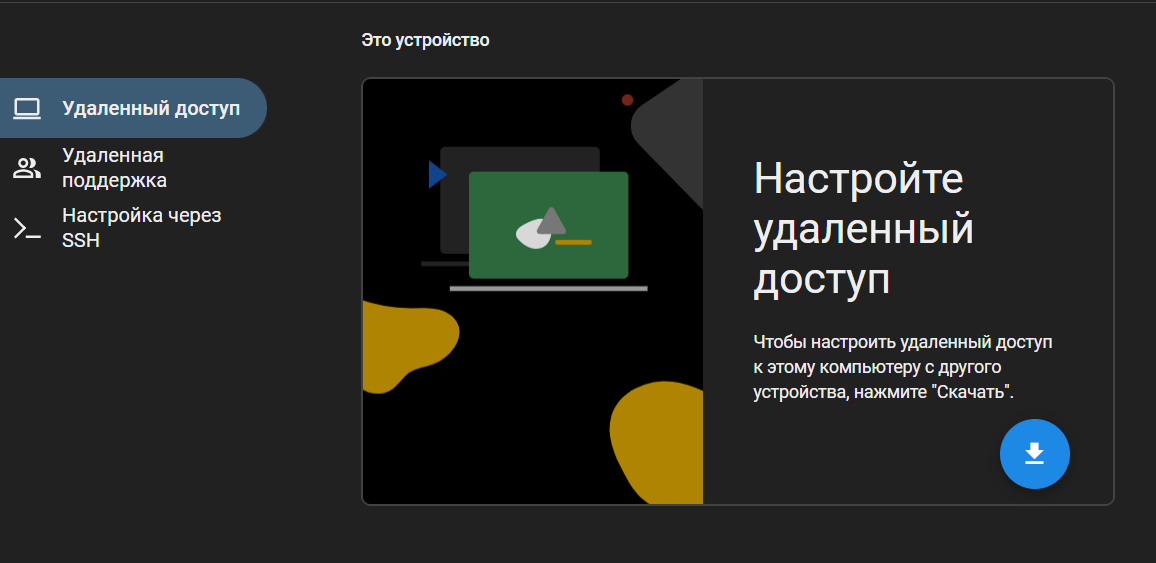 Это устройство
Удаленный доступ
Удаленная
поддержка
Настройка через
SSH
Настройте
удаленный
доступ
Чтобы настроить удаленный доступ
к этому компьютеру с другого
устройства, нажмите "Скачать".